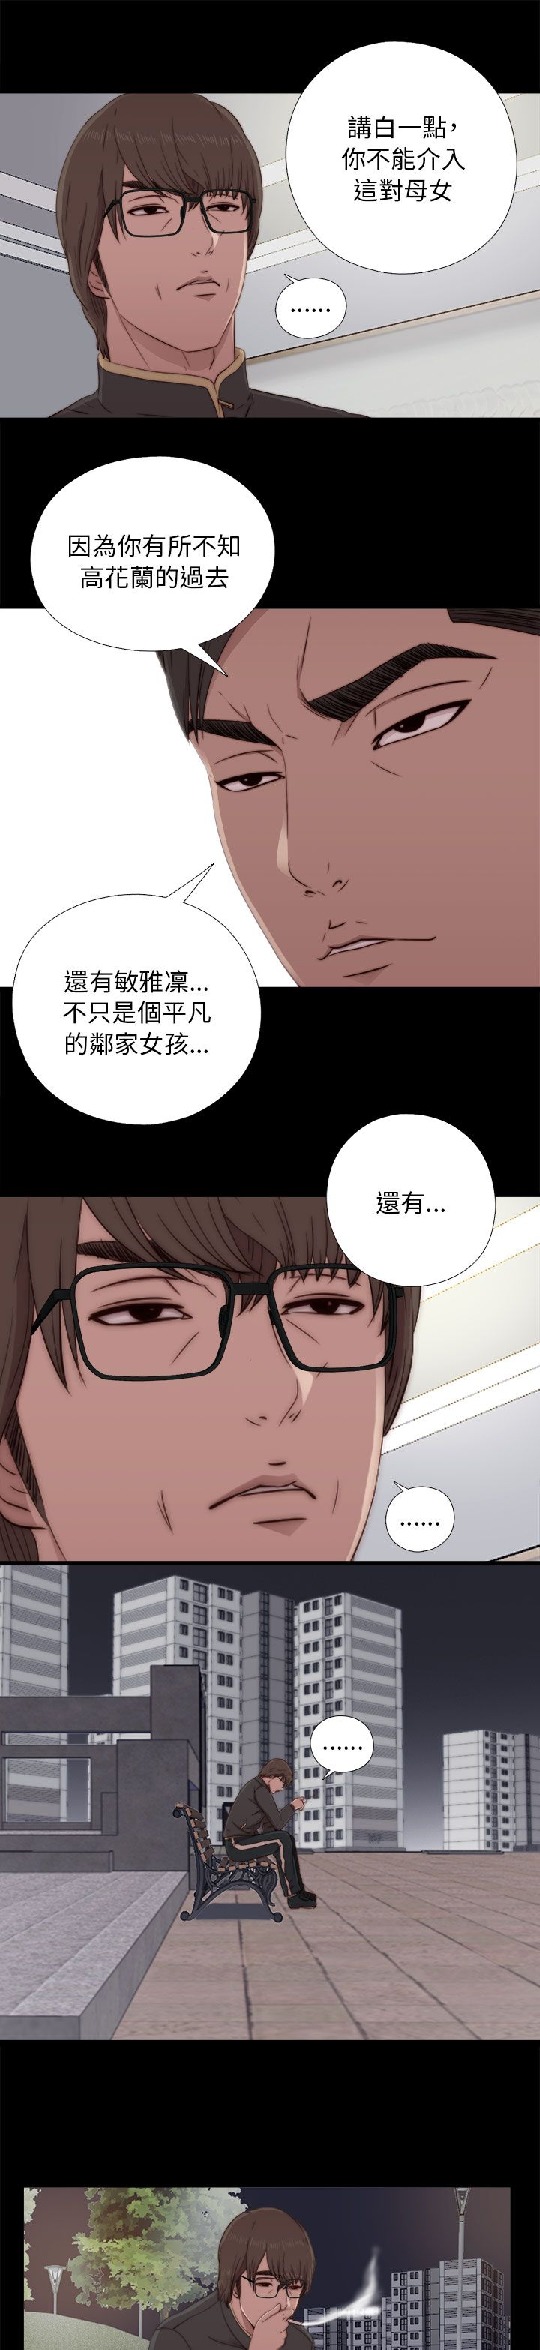 講白一點，
你不能介入
這對母女
……
因為你有所不知
高花蘭的過去
還有敏雅凜…
不只是個平凡
的鄰家女孩…
還有…
……
……